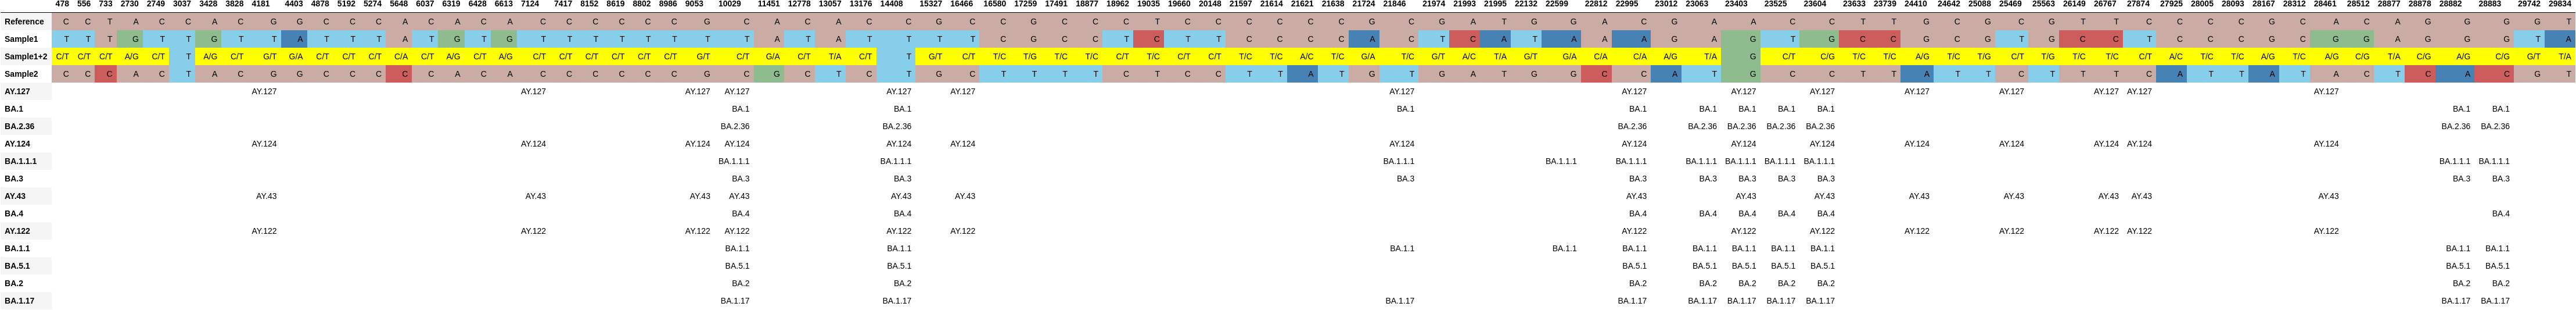 478 556 733 2730 2749 3037 3428 3828 4181 4403 4878 5192 5274 5648 6037 6319 6428 6613 7124 7417 8152 8619 8802 8986 9053 10029 11451 12778 13057 13176 14408 15327 16466 16580 17259 17491 18877 18962 19035 19660 20148 21597 21614 21621 21638 21724 21846 21974 21993 21995 22132 22599 22812 22995 23012 23063 23403 23525 23604 23633 23739 24410 24642 25088 25469 25563 26149 26767 27874 27925 28005 28093 28167 28312 28461 28512 28877 28878 28882 28883 29742 29834
Reference C C T A C C A C G G C C C A C A C A C C C C C C G C A C A C C G C C G C C C T C C C C C C G C G A T G G A C G A A C C T T G C G C G T T C C C C G C A C A G G G G T
Sample1 T T T G T T G T T A T T T A T G T G T T T T T T T T A T A T T T T C G C C T C T T C C C C A C T C A T A A A G A G T G C C G C G T G C C T C C C G C G G A G G G T A
Sample1+2 C/T C/T C/T A/G C/T T A/G C/T G/T G/A C/T C/T C/T C/A C/T A/G C/T A/G C/T C/T C/T C/T C/T C/T G/T C/T G/A C/T T/A C/T T G/T C/T T/C T/G T/C T/C C/T T/C C/T C/T T/C T/C A/C T/C G/A T/C G/T A/C T/A G/T G/A C/A C/A A/G T/A G C/T C/G T/C T/C A/G T/C T/G C/T G/T T/C T/C C/T A/C T/C T/C A/G T/C A/G C/G T/A C/G A/G C/G G/T T/A
Sample2 C C C A C T A C G G C C C C C A C A C C C C C C G C G C T C T G C T T T T C T C C T T A T G T G A T G G C C A T G C C T T A T T C T T T C A T T A T A C T C A C G T
AY.127 AY.127 AY.127 AY.127 AY.127 AY.127 AY.127 AY.127 AY.127 AY.127 AY.127 AY.127 AY.127 AY.127 AY.127 AY.127
BA.1 BA.1 BA.1 BA.1 BA.1 BA.1 BA.1 BA.1 BA.1 BA.1 BA.1
BA.2.36 BA.2.36 BA.2.36 BA.2.36 BA.2.36 BA.2.36 BA.2.36 BA.2.36 BA.2.36 BA.2.36
AY.124 AY.124 AY.124 AY.124 AY.124 AY.124 AY.124 AY.124 AY.124 AY.124 AY.124 AY.124 AY.124 AY.124 AY.124 AY.124
BA.1.1.1 BA.1.1.1 BA.1.1.1 BA.1.1.1 BA.1.1.1 BA.1.1.1 BA.1.1.1 BA.1.1.1 BA.1.1.1 BA.1.1.1 BA.1.1.1 BA.1.1.1
BA.3 BA.3 BA.3 BA.3 BA.3 BA.3 BA.3 BA.3 BA.3 BA.3 BA.3
AY.43 AY.43 AY.43 AY.43 AY.43 AY.43 AY.43 AY.43 AY.43 AY.43 AY.43 AY.43 AY.43 AY.43 AY.43
BA.4 BA.4 BA.4 BA.4 BA.4 BA.4 BA.4 BA.4 BA.4
AY.122 AY.122 AY.122 AY.122 AY.122 AY.122 AY.122 AY.122 AY.122 AY.122 AY.122 AY.122 AY.122 AY.122 AY.122
BA.1.1 BA.1.1 BA.1.1 BA.1.1 BA.1.1 BA.1.1 BA.1.1 BA.1.1 BA.1.1 BA.1.1 BA.1.1 BA.1.1
BA.5.1 BA.5.1 BA.5.1 BA.5.1 BA.5.1 BA.5.1 BA.5.1 BA.5.1 BA.5.1 BA.5.1
BA.2 BA.2 BA.2 BA.2 BA.2 BA.2 BA.2 BA.2 BA.2 BA.2
BA.1.17 BA.1.17 BA.1.17 BA.1.17 BA.1.17 BA.1.17 BA.1.17 BA.1.17 BA.1.17 BA.1.17 BA.1.17